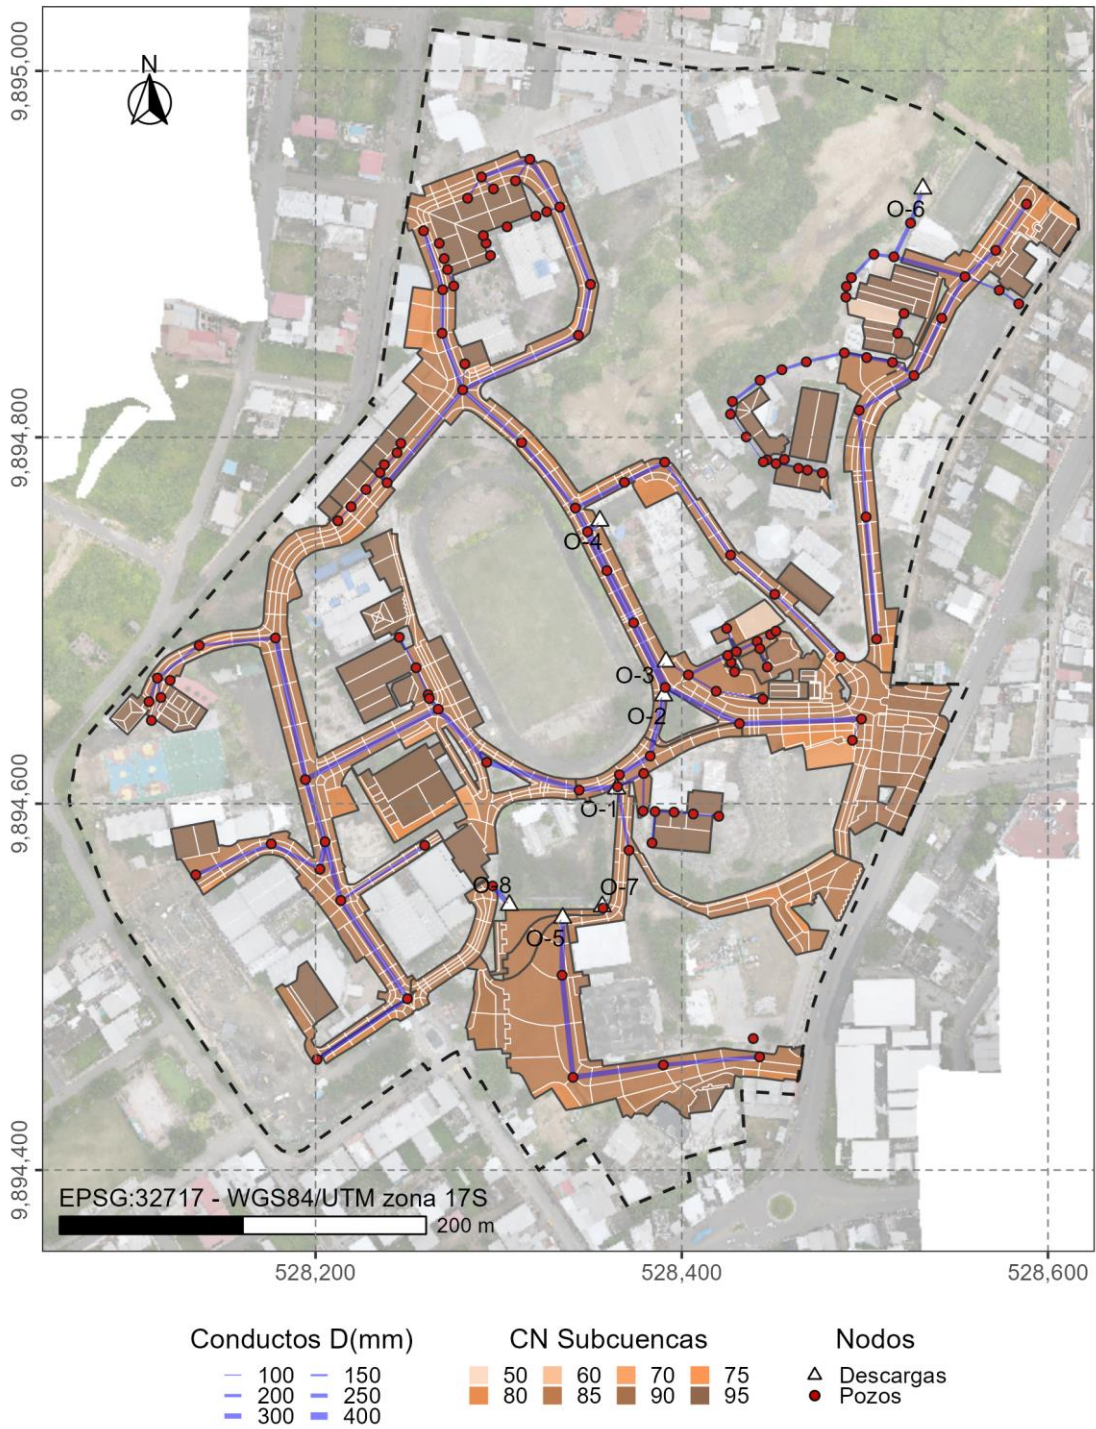 9,895,000
N
O-6
9,894,800
O-4
O-3
O-2
9,894,600
O-1
O-8
O-7
O-5
9,894,400
EPSG:32717 - WGS84/UTM zona 17S
200 m
528,200 528,400 528,600
Conductos D(mm) CN Subcuencas Nodos
100 150 50 60 70 75 Descargas
200 250 80 85 90 95 Pozos
300 400